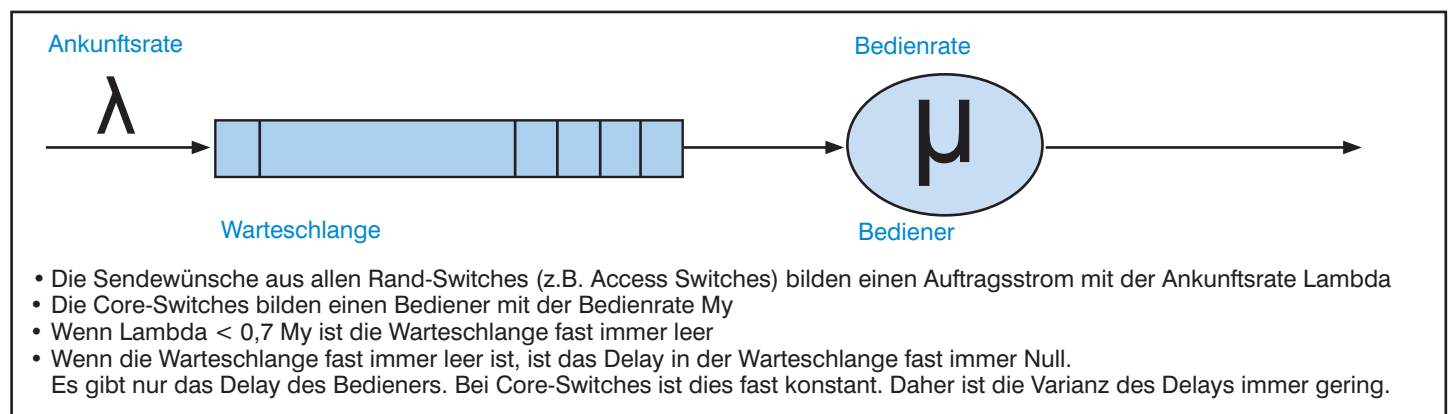 Ankunftsrate
Bedienrate
λ
μ
Warteschlange
Bediener
• Die Sendewünsche aus allen Rand-Switches (z.B. Access Switches) bilden einen Auftragsstrom mit der Ankunftsrate Lambda
• Die Core-Switches bilden einen Bediener mit der Bedienrate My
• Wenn Lambda < 0,7 My ist die Warteschlange fast immer leer
• Wenn die Warteschlange fast immer leer ist, ist das Delay in der Warteschlange fast immer Null.
Es gibt nur das Delay des Bedieners. Bei Core-Switches ist dies fast konstant. Daher ist die Varianz des Delays immer gering.